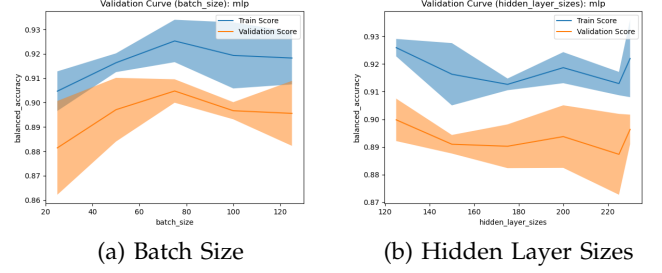 Validation Curve (batch_size): mlp
Train Score
Validation Score
0.93
0.92
0.91
0.90
0.89
0.88
0.87
0.86
balanced_accuracy
20
40
60
80
100
120
batch_size
(a) Batch Size
Validation Curve (hidden_layer_sizes): mlp
Train Score
Validation Score
0.93
0.92
0.91
0.90
0.89
0.88
0.87
balanced_accuracy
120
140
160
180
200
220
hidden_layer_sizes
(b) Hidden Layer Sizes